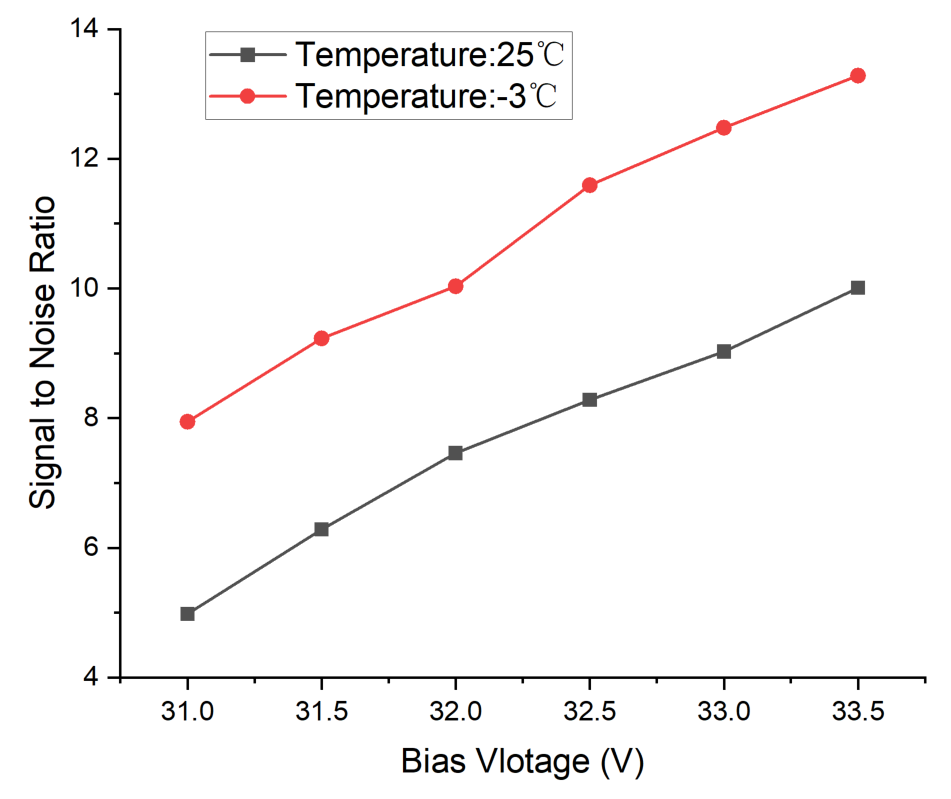 14
12
10
8
6
4
Signal to Noise Ratio
Temperature:25℃
Temperature:-3℃
31.0 31.5 32.0 32.5 33.0 33.5
Bias Vlotage (V)